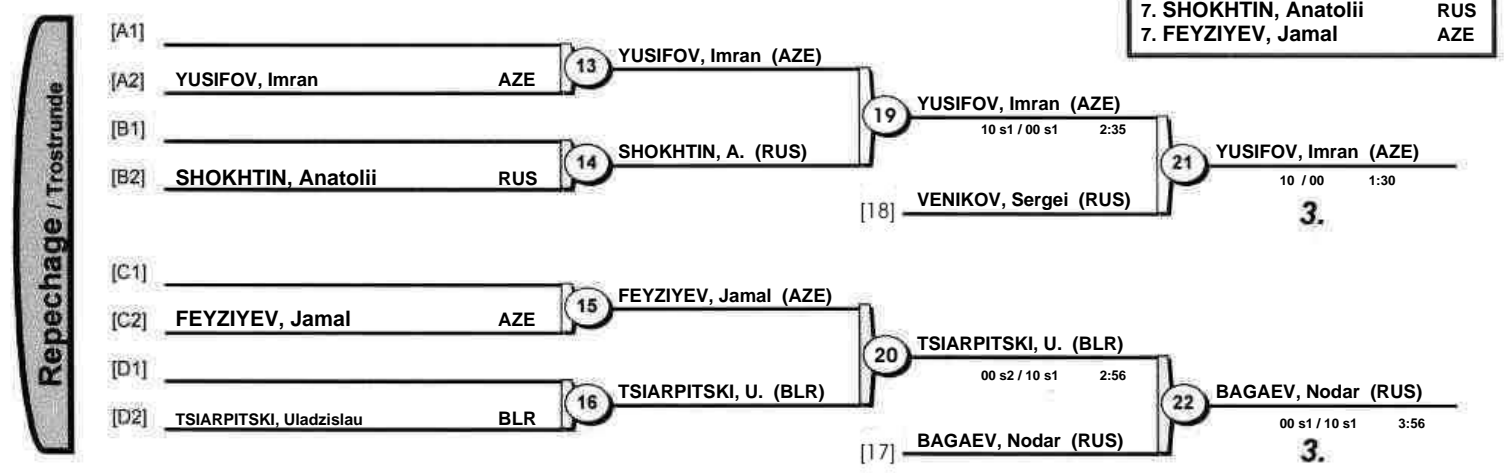 7. SHOKHTIN, Anatolii RUS
7. FEYZIYEV, Jamal AZE
Repechage / Trostrunde
[A1]
[A2] YUSIFOV, Imran AZE
13 YUSIFOV, Imran (AZE)
[B1]
[B2] SHOKHTIN, Anatolii RUS
14 SHOKHTIN, A. (RUS)
19 YUSIFOV, Imran (AZE)
10 s1 / 00 s1 2:35
[18] VENIKOV, Sergei (RUS)
21 YUSIFOV, Imran (AZE)
10 / 00 1:30
3.
[C1]
[C2] FEYZIYEV, Jamal AZE
15 FEYZIYEV, Jamal (AZE)
[D1]
[D2] TSIARPITSKI, Uladzislau BLR
16 TSIARPITSKI, U. (BLR)
20 TSIARPITSKI, U. (BLR)
00 s2 / 10 s1 2:56
[17] BAGAEV, Nodar (RUS)
22 BAGAEV, Nodar (RUS)
00 s1 / 10 s1 3:56
3.